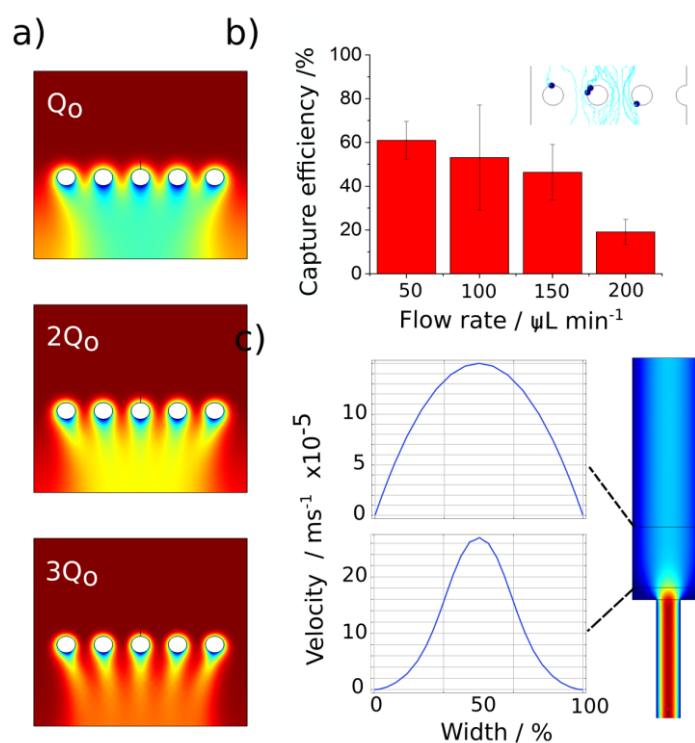 a)
Q₀
2Q₀
3Q₀
b)
Capture efficiency /%
100
80
60
40
20
0
50 100 150 200
Flow rate / µL min⁻¹
c)
Velocity / ms⁻¹ x10⁻⁵
10
5
0
20
10
0
0 50 100
Width / %